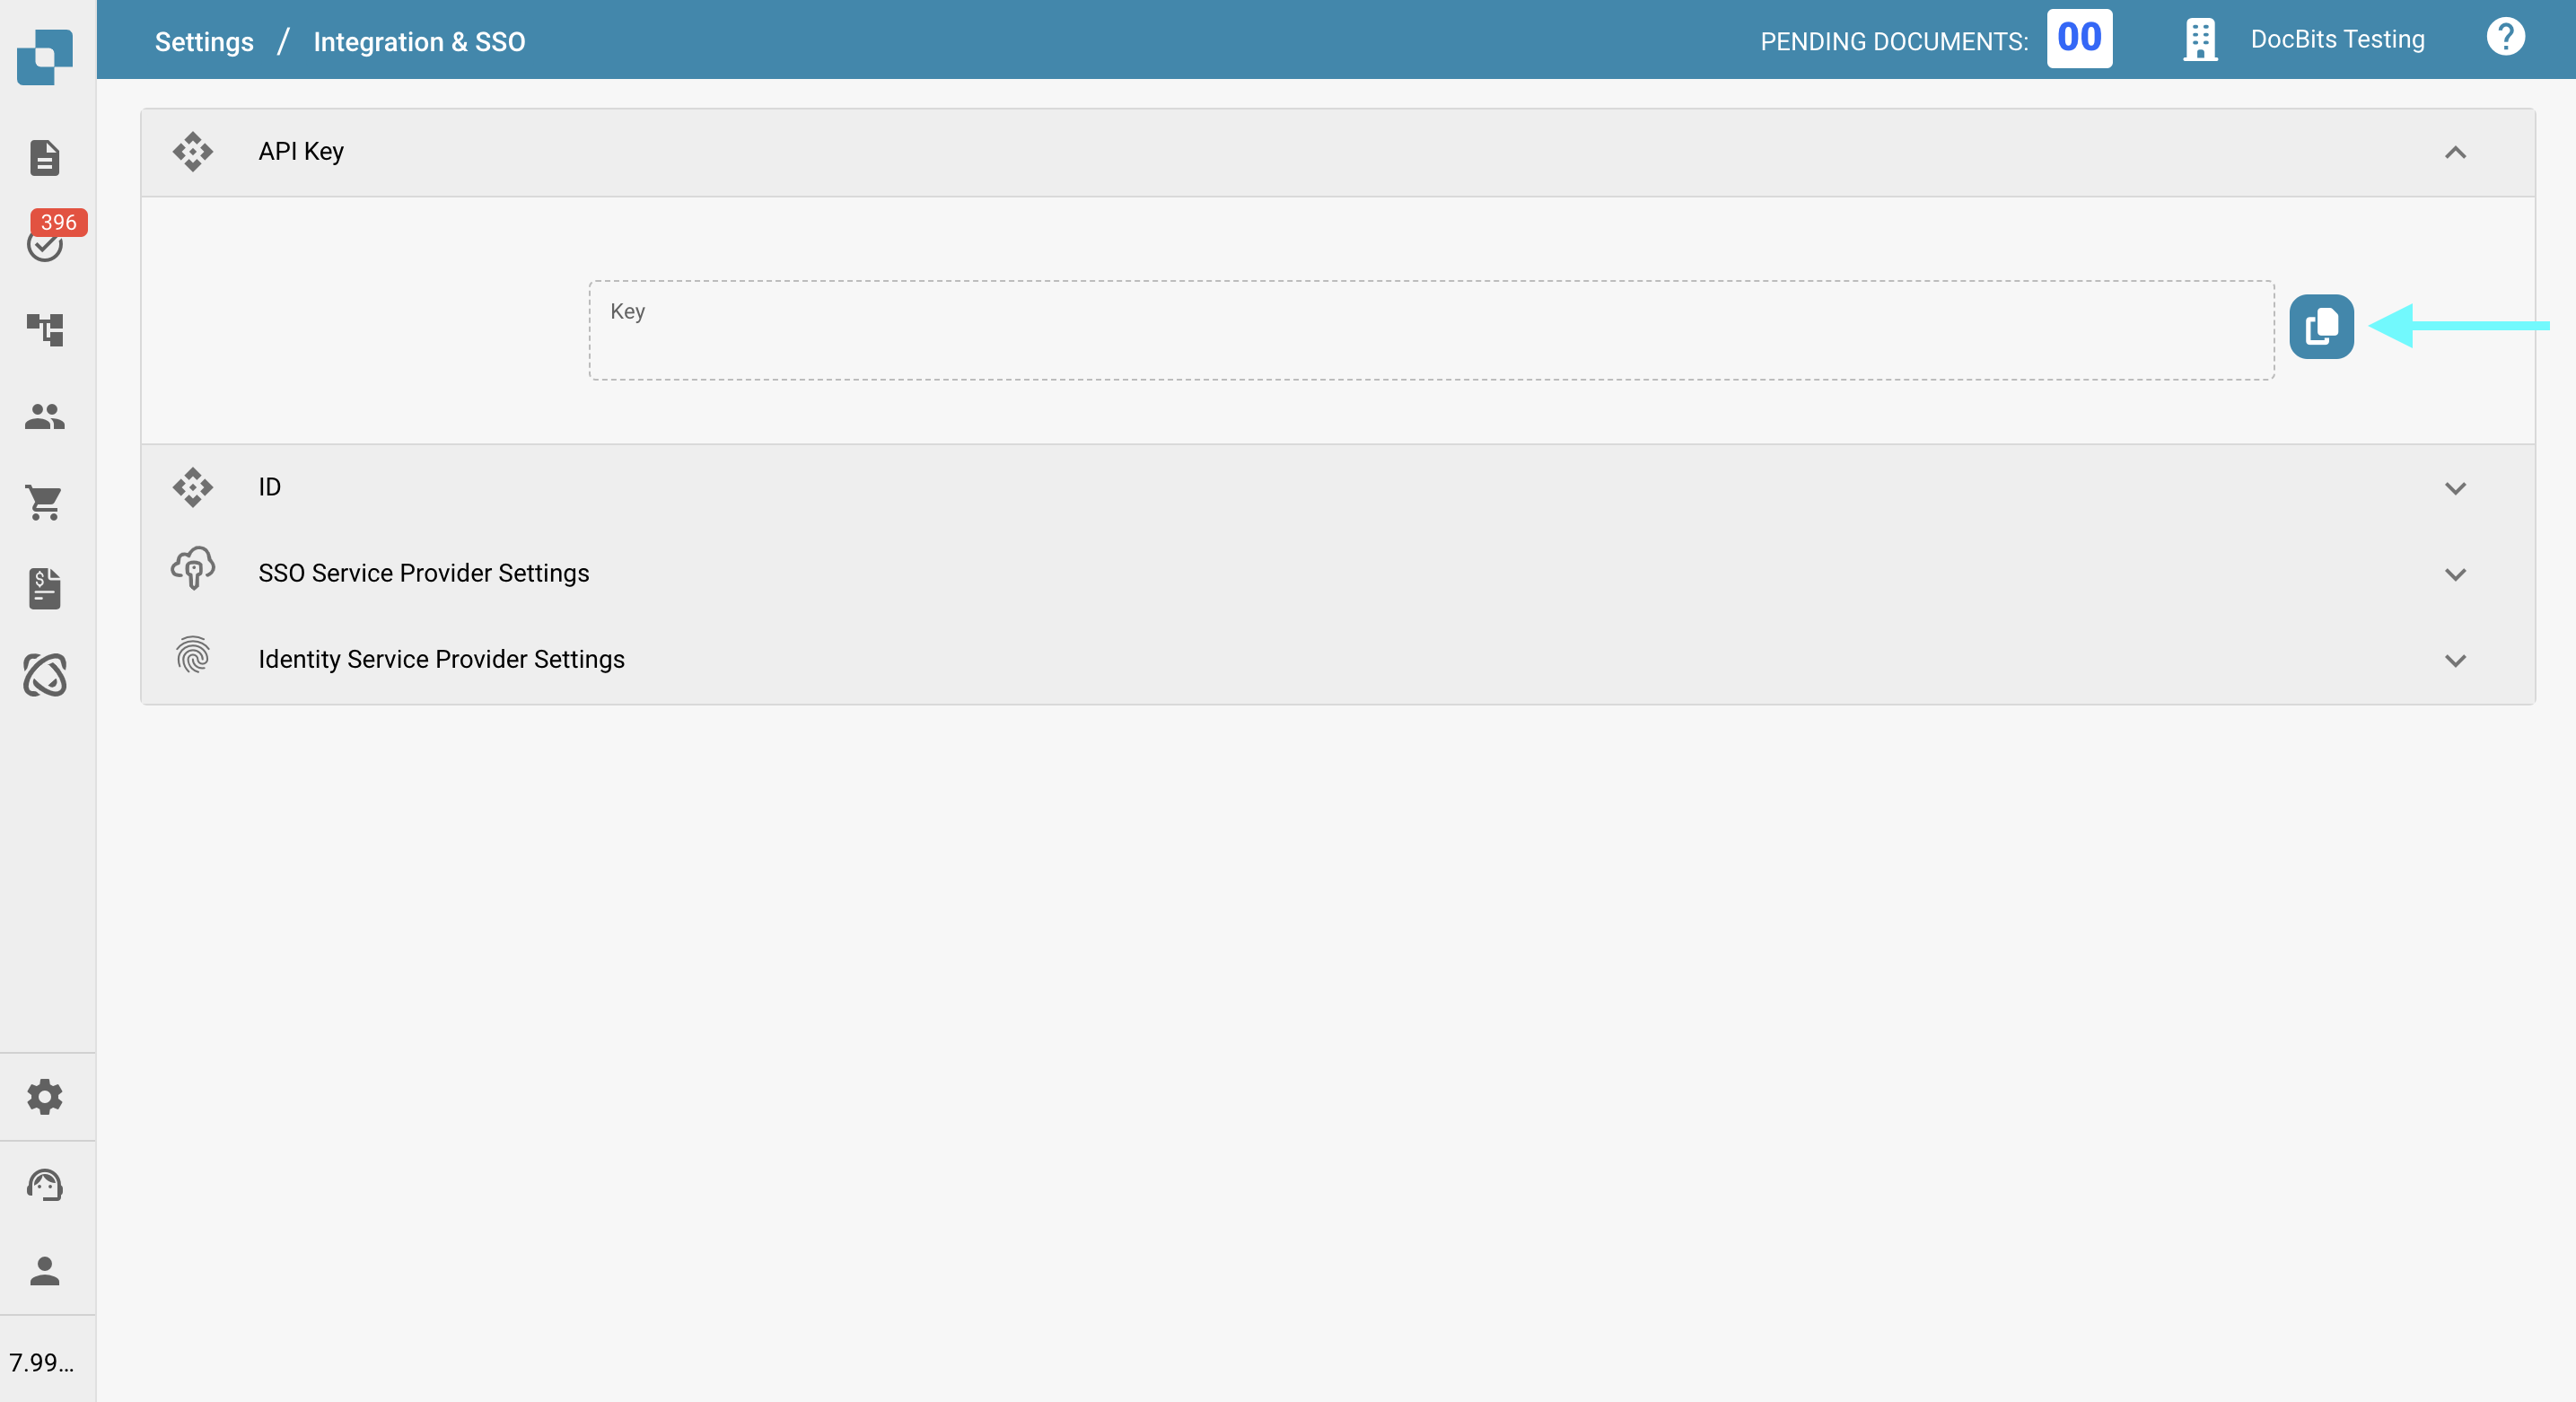 Settings / Integration & SSO PENDING DOCUMENTS: 00 DocBits Testing ?
API Key
396
Key
ID
SSO Service Provider Settings
$
Identity Service Provider Settings
7.99...